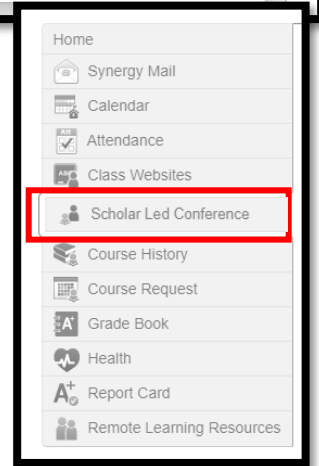 Home
Synergy Mail
Calendar
Attendance
Class Websites
Scholar Led Conference
Course History
Course Request
Grade Book
Health
Report Card
Remote Learning Resources